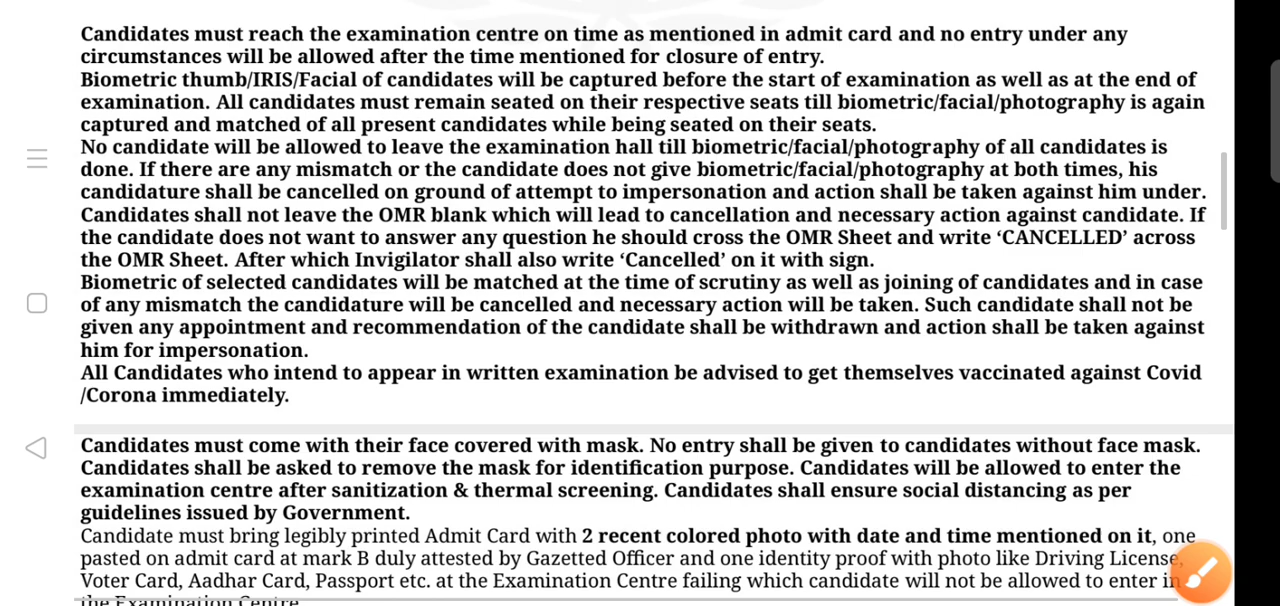 Candidates must reach the examination centre on time as mentioned in admit card and no entry under any
circumstances will be allowed after the time mentioned for closure of entry.
Biometric thumb/IRIS/Facial of candidates will be captured before the start of examination as well as at the end of
examination. All candidates must remain seated on their respective seats till biometric/facial/photography is again
captured and matched of all present candidates while being seated on their seats.
No candidate will be allowed to leave the examination hall till biometric/facial/photography of all candidates is
done. If there are any mismatch or the candidate does not give biometric/facial/photography at both times, his
candidature shall be cancelled on ground of attempt to impersonation and action shall be taken against him under.
Candidates shall not leave the OMR blank which will lead to cancellation and necessary action against candidate. If
the candidate does not want to answer any question he should cross the OMR Sheet and write ‘CANCELLED’ across
the OMR Sheet. After which Invigilator shall also write ‘Cancelled’ on it with sign.
Biometric of selected candidates will be matched at the time of scrutiny as well as joining of candidates and in case
of any mismatch the candidature will be cancelled and necessary action will be taken. Such candidate shall not be
given any appointment and recommendation of the candidate shall be withdrawn and action shall be taken against
him for impersonation.
All Candidates who intend to appear in written examination be advised to get themselves vaccinated against Covid
/Corona immediately.
Candidates must come with their face covered with mask. No entry shall be given to candidates without face mask.
Candidates shall be asked to remove the mask for identification purpose. Candidates will be allowed to enter the
examination centre after sanitization & thermal screening. Candidates shall ensure social distancing as per
guidelines issued by Government.
Candidate must bring legibly printed Admit Card with 2 recent colored photo with date and time mentioned on it, one
pasted on admit card at mark B duly attested by Gazetted Officer and one identity proof with photo like Driving License,
Voter Card, Aadhar Card, Passport etc. at the Examination Centre failing which candidate will not be allowed to enter in
the Examination Centre